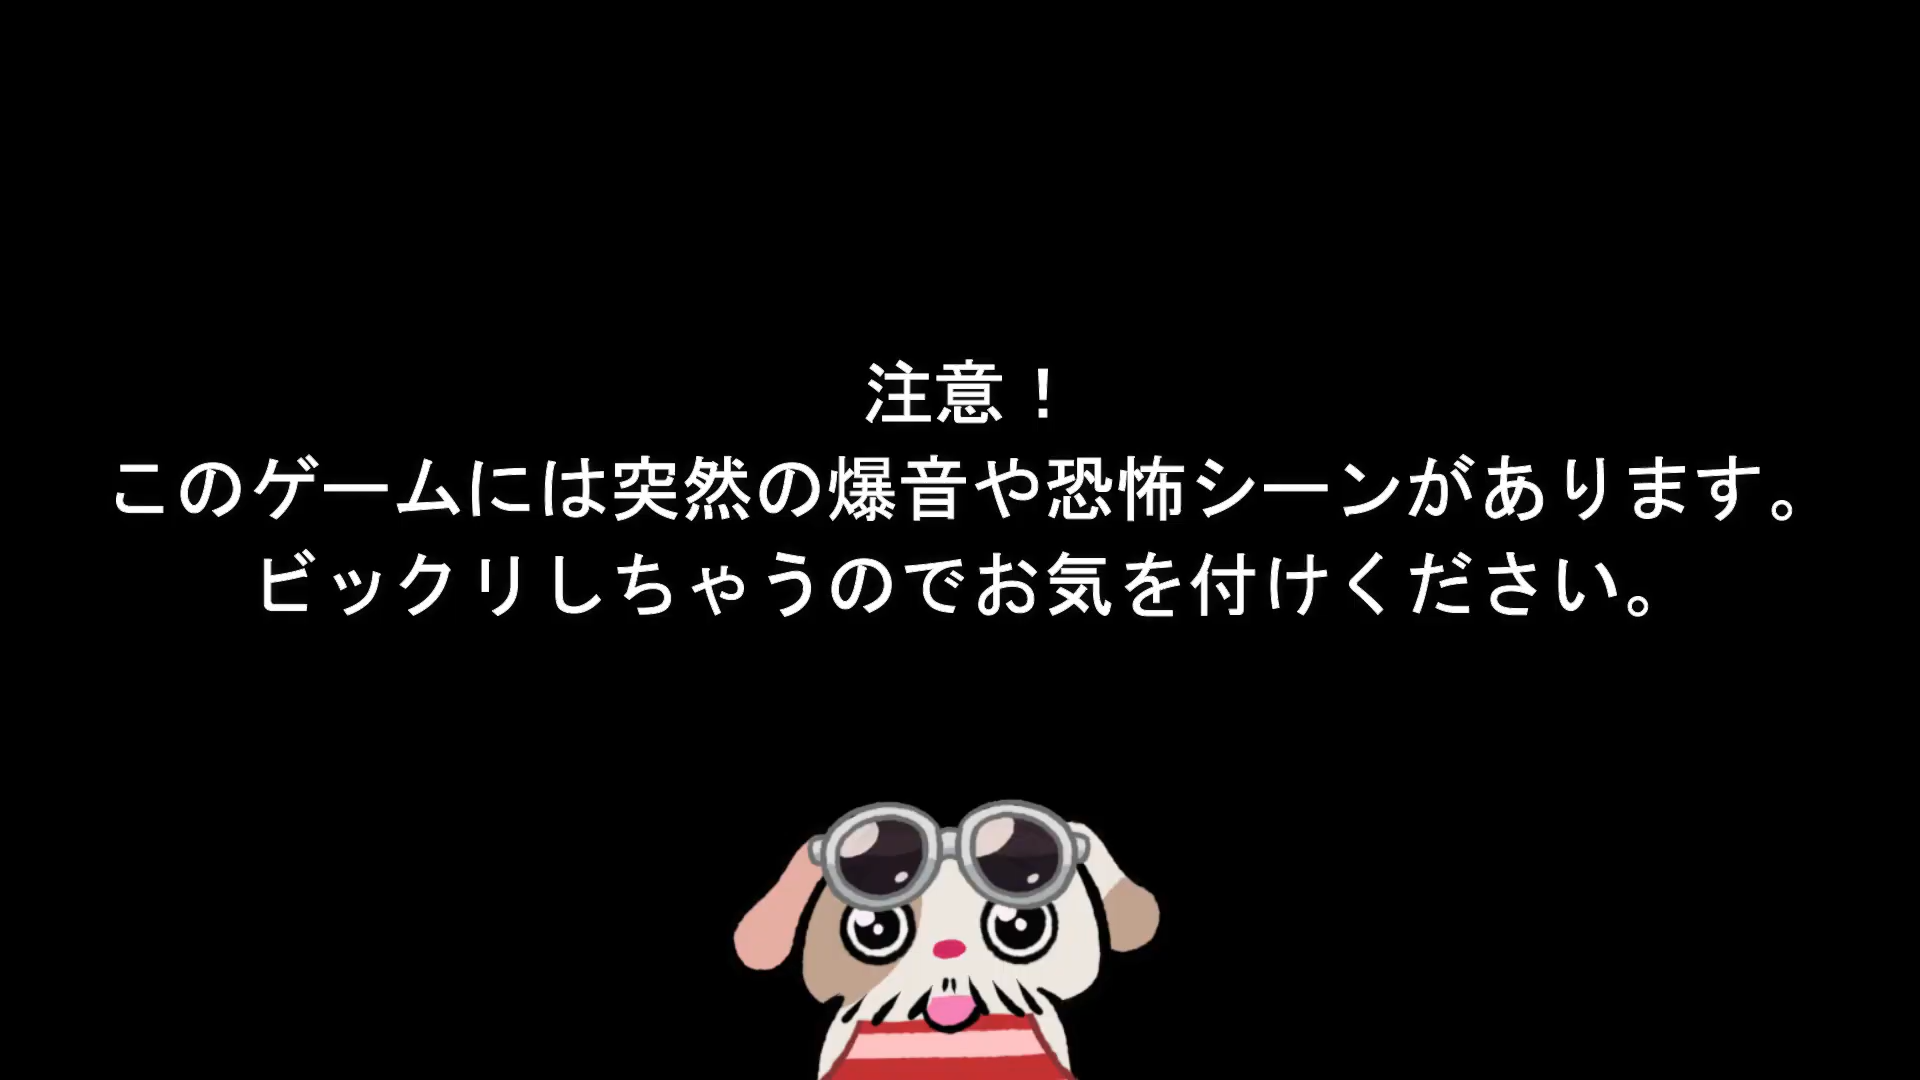 注意！
このゲームには突然の爆音や恐怖シーンがあります。
ビックリしちゃうのでお気を付けください。